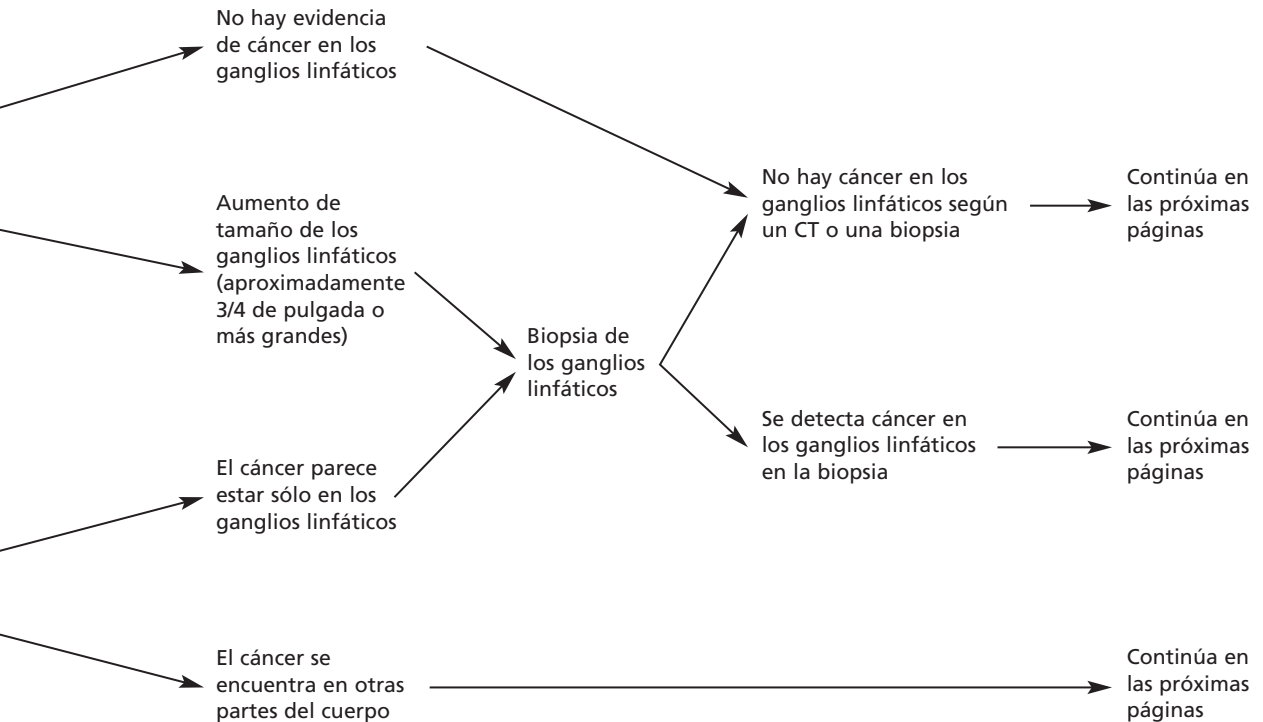 No hay evidencia
de cáncer en los
ganglios linfáticos
Aumento de
tamaño de los
ganglios linfáticos
(aproximadamente
3/4 de pulgada o
más grandes)
El cáncer parece
estar sólo en los
ganglios linfáticos
El cáncer se
encuentra en otras
partes del cuerpo
Biopsia de
los ganglios
linfáticos
No hay cáncer en los
ganglios linfáticos según
un CT o una biopsia
Se detecta cáncer en
los ganglios linfáticos
en la biopsia
Continúa en
las próximas
páginas
Continúa en
las próximas
páginas
Continúa en
las próximas
páginas